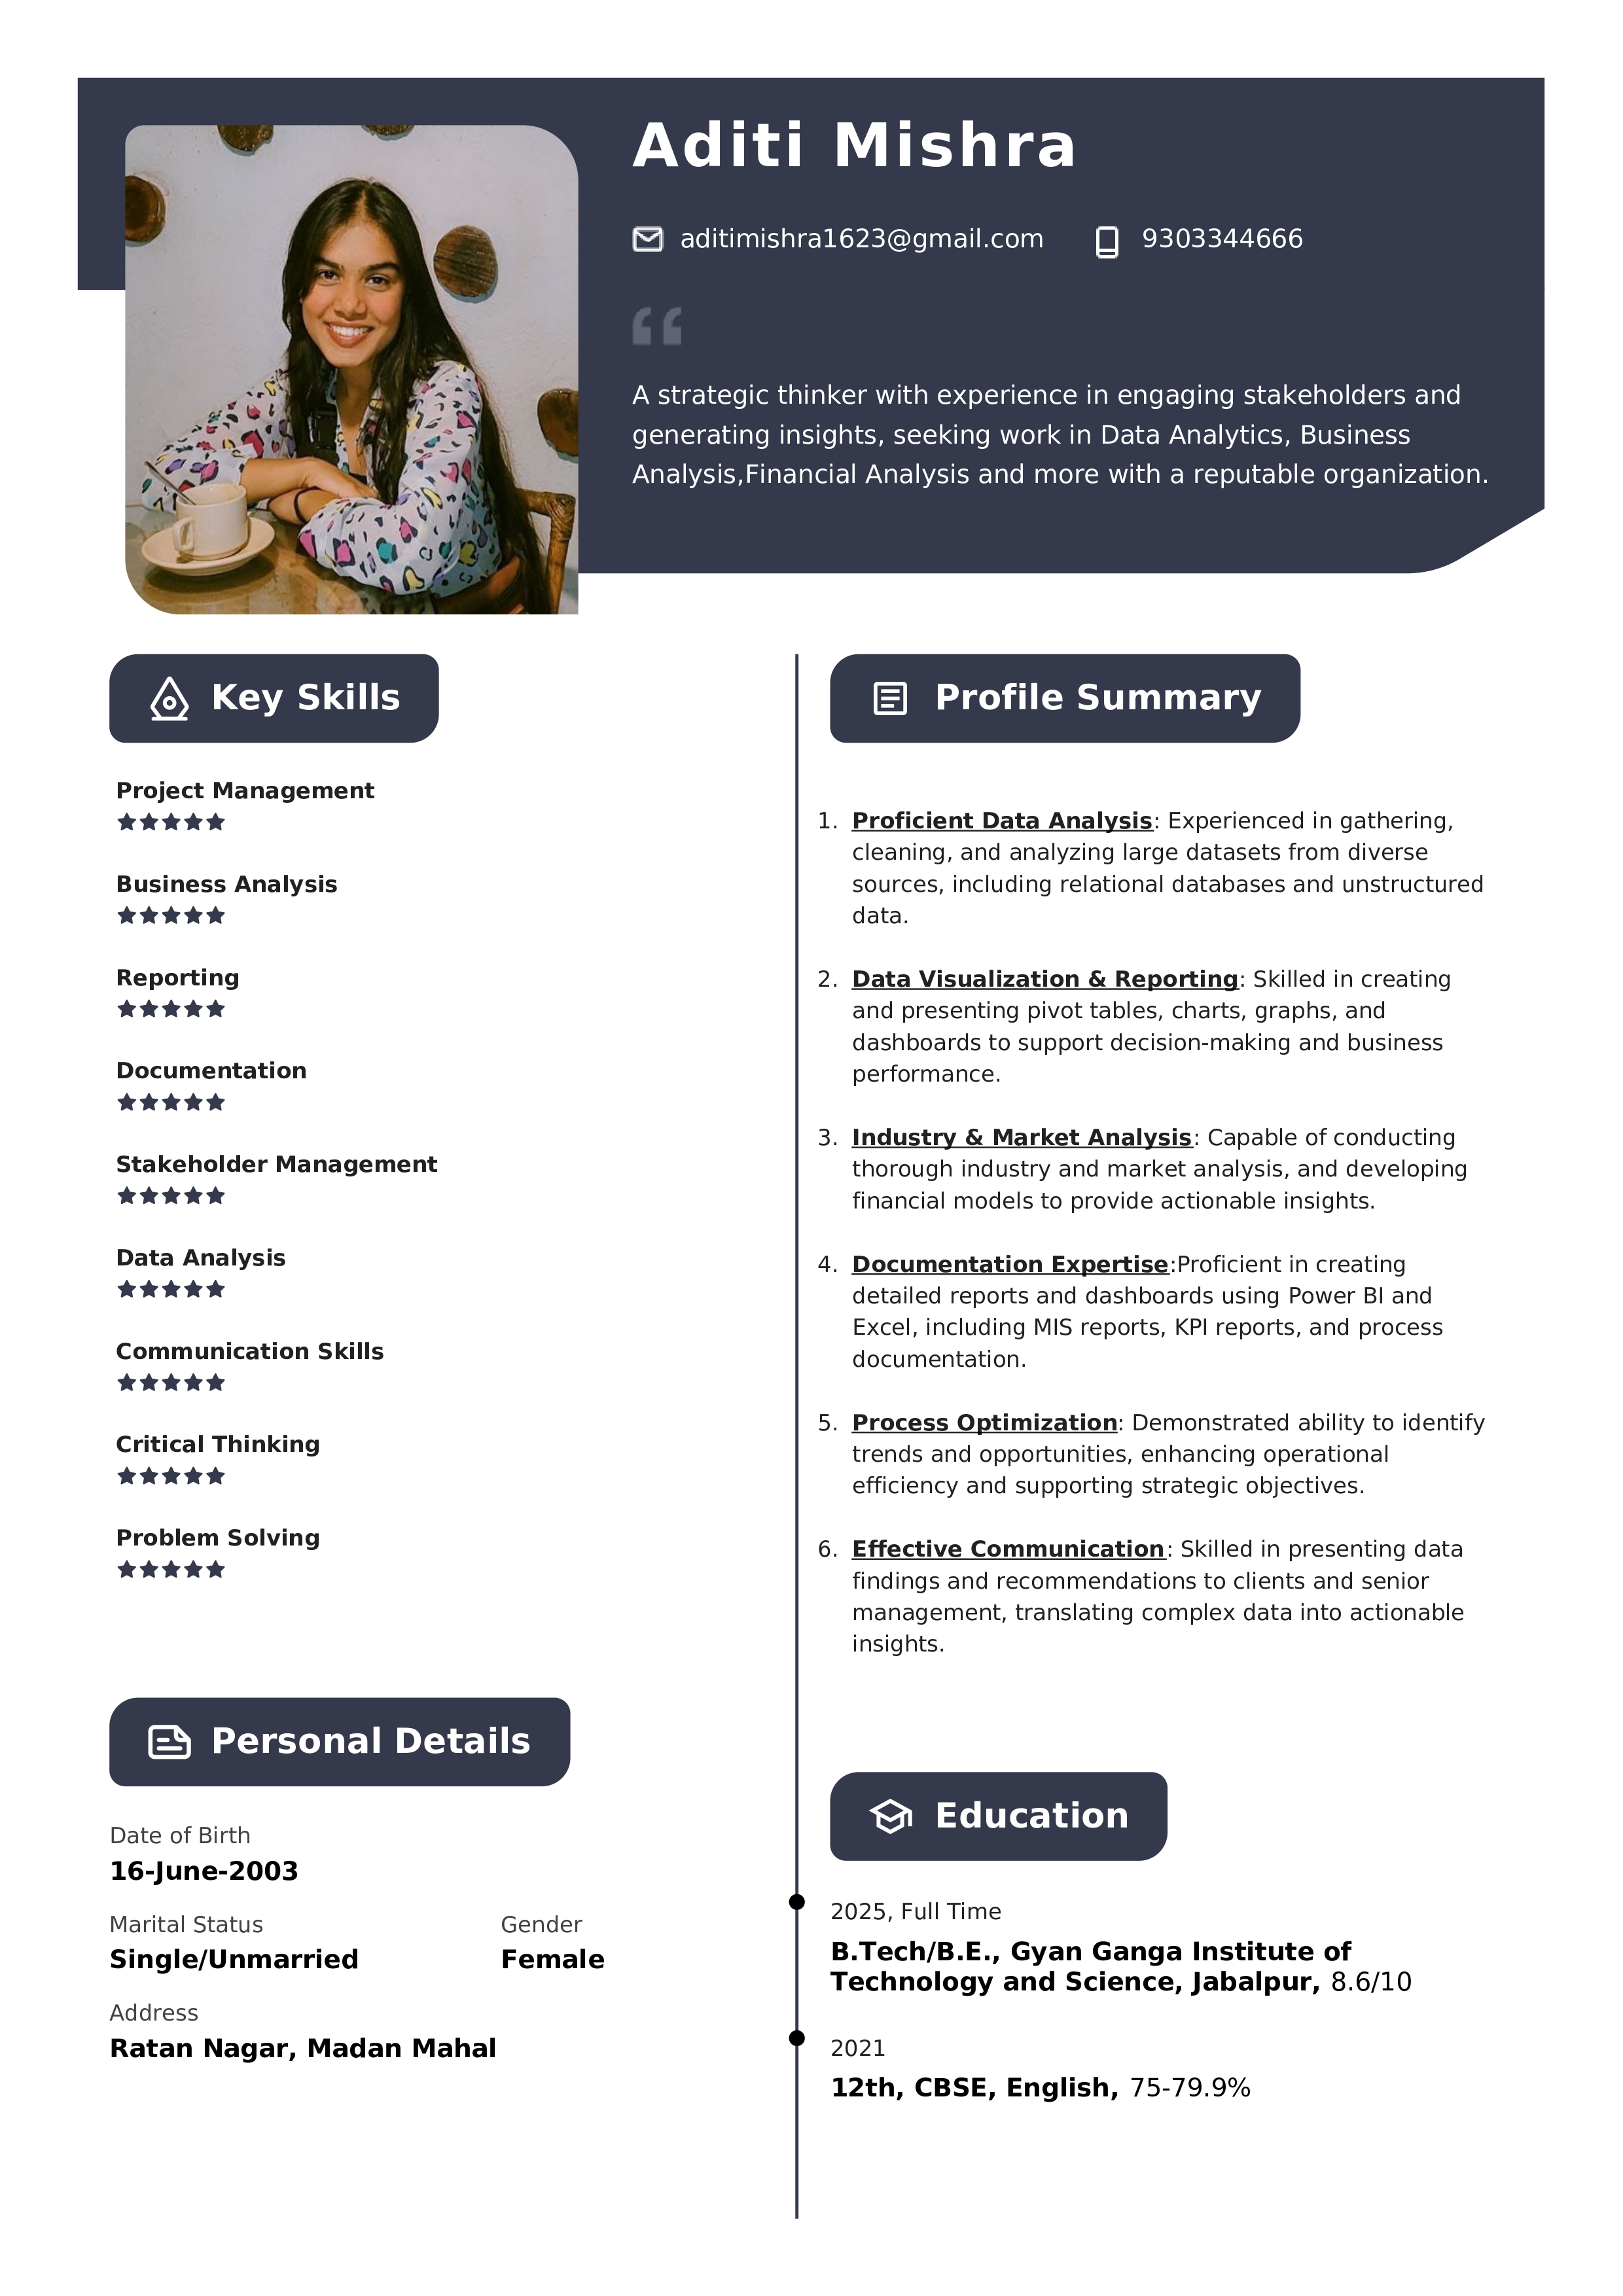 Aditi Mishra
aditimishra1623@gmail.com 9303344666
A strategic thinker with experience in engaging stakeholders and
generating insights, seeking work in Data Analytics, Business
Analysis,Financial Analysis and more with a reputable organization.
Key Skills
Project Management
Business Analysis
Reporting
Documentation
Stakeholder Management
Data Analysis
Communication Skills
Critical Thinking
Problem Solving
Personal Details
Date of Birth
16-June-2003
Marital Status Gender
Single/Unmarried Female
Address
Ratan Nagar, Madan Mahal
Profile Summary
1. Proficient Data Analysis: Experienced in gathering,
cleaning, and analyzing large datasets from diverse
sources, including relational databases and unstructured
data.
2. Data Visualization & Reporting: Skilled in creating
and presenting pivot tables, charts, graphs, and
dashboards to support decision-making and business
performance.
3. Industry & Market Analysis: Capable of conducting
thorough industry and market analysis, and developing
financial models to provide actionable insights.
4. Documentation Expertise:Proficient in creating
detailed reports and dashboards using Power BI and
Excel, including MIS reports, KPI reports, and process
documentation.
5. Process Optimization: Demonstrated ability to identify
trends and opportunities, enhancing operational
efficiency and supporting strategic objectives.
6. Effective Communication: Skilled in presenting data
findings and recommendations to clients and senior
management, translating complex data into actionable
insights.
Education
2025, Full Time
B.Tech/B.E., Gyan Ganga Institute of
Technology and Science, Jabalpur, 8.6/10
2021
12th, CBSE, English, 75-79.9%